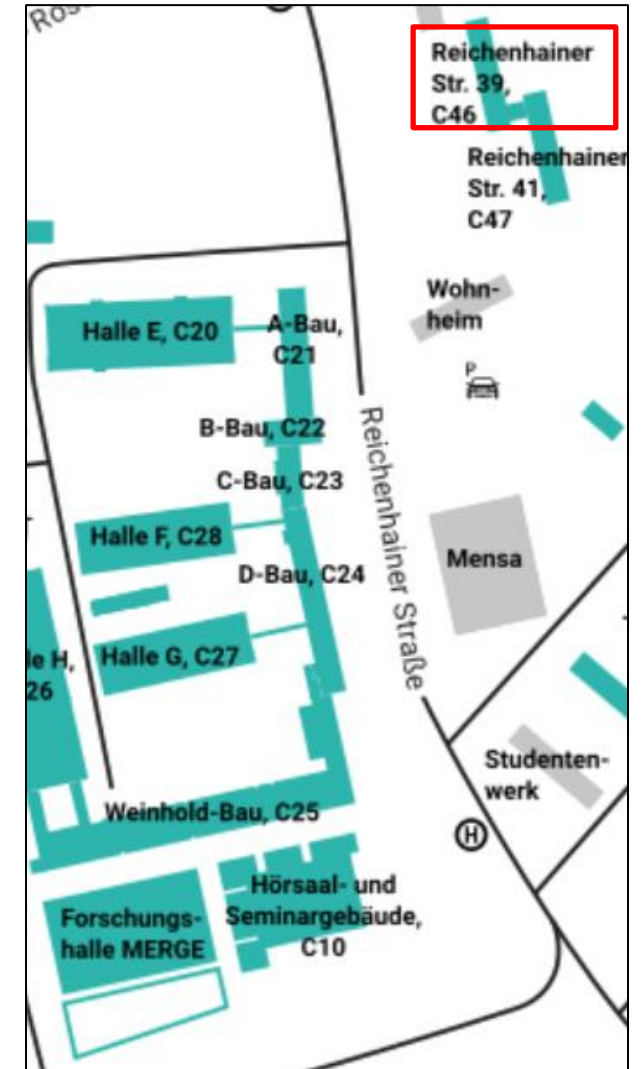 Reichenhainer
Str. 39,
C46
Reichenhainer
Str. 41,
C47
Wohn-
heim
P
Halle E, C20
A-Bau,
C21
B-Bau, C22
C-Bau, C23
Reichenhainer Straße
Halle F, C28
D-Bau, C24
Mensa
Halle G, C27
le H,
26
Studenten-
werk
Weinhold-Bau, C25
H
Hörsaal- und
Seminargebäude,
C10
Forschungs-
halle MERGE